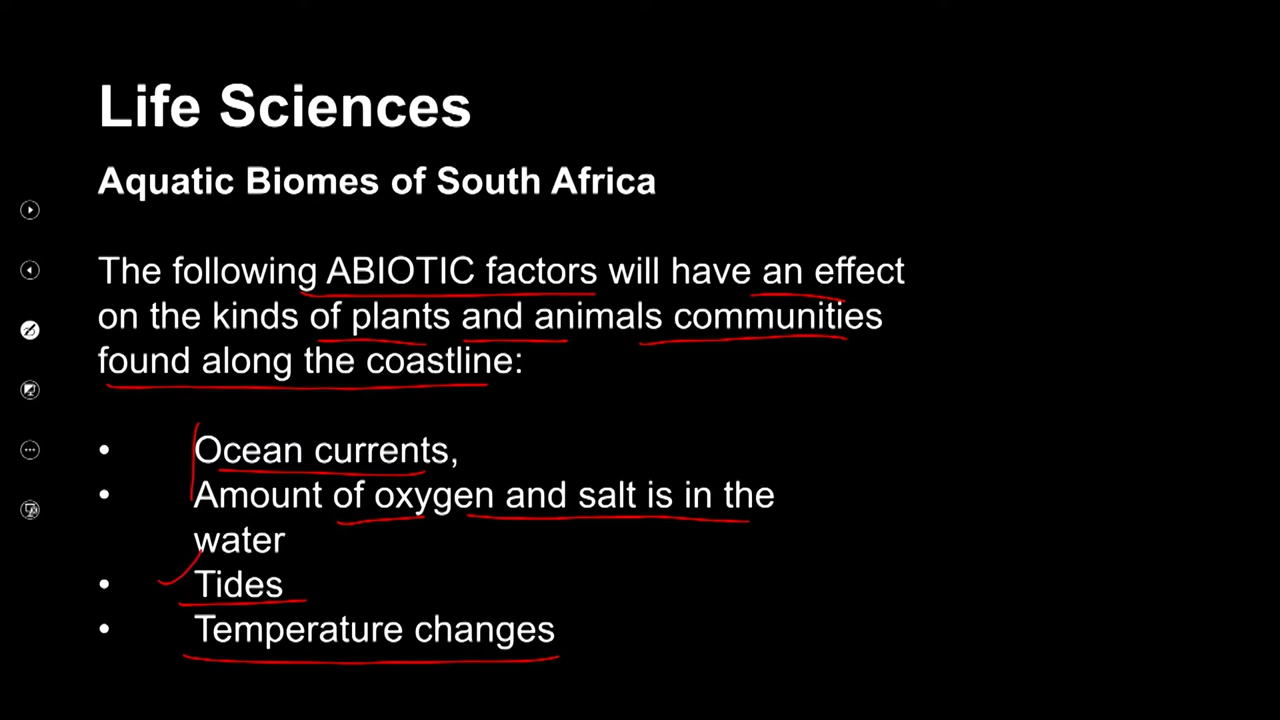 Life Sciences
Aquatic Biomes of South Africa
The following ABIOTIC factors will have an effect
on the kinds of plants and animals communities
found along the coastline:
• Ocean currents,
• Amount of oxygen and salt is in the
water
• Tides
• Temperature changes